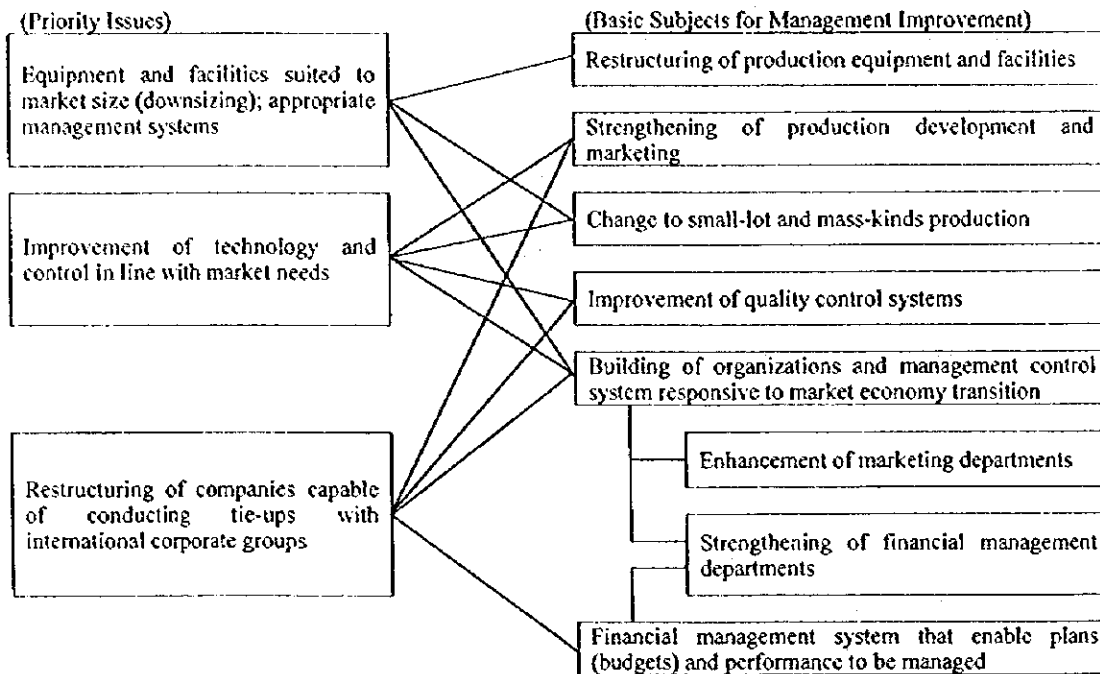 (Priority Issues)
Equipment and facilities suited to
market size (downsizing); appropriate
management systems
Improvement of technology and
control in line with market needs
Restructuring of companies capable
of conducting tie-ups with
international corporate groups
(Basic Subjects for Management Improvement)
Restructuring of production equipment and facilities
Strengthening of production development and
marketing
Change to small-lot and mass-kinds production
Improvement of quality control systems
Building of organizations and management control
system responsive to market economy transition
Enhancement of marketing departments
Strengthening of financial management
departments
Financial management system that enable plans
(budgets) and performance to be managed